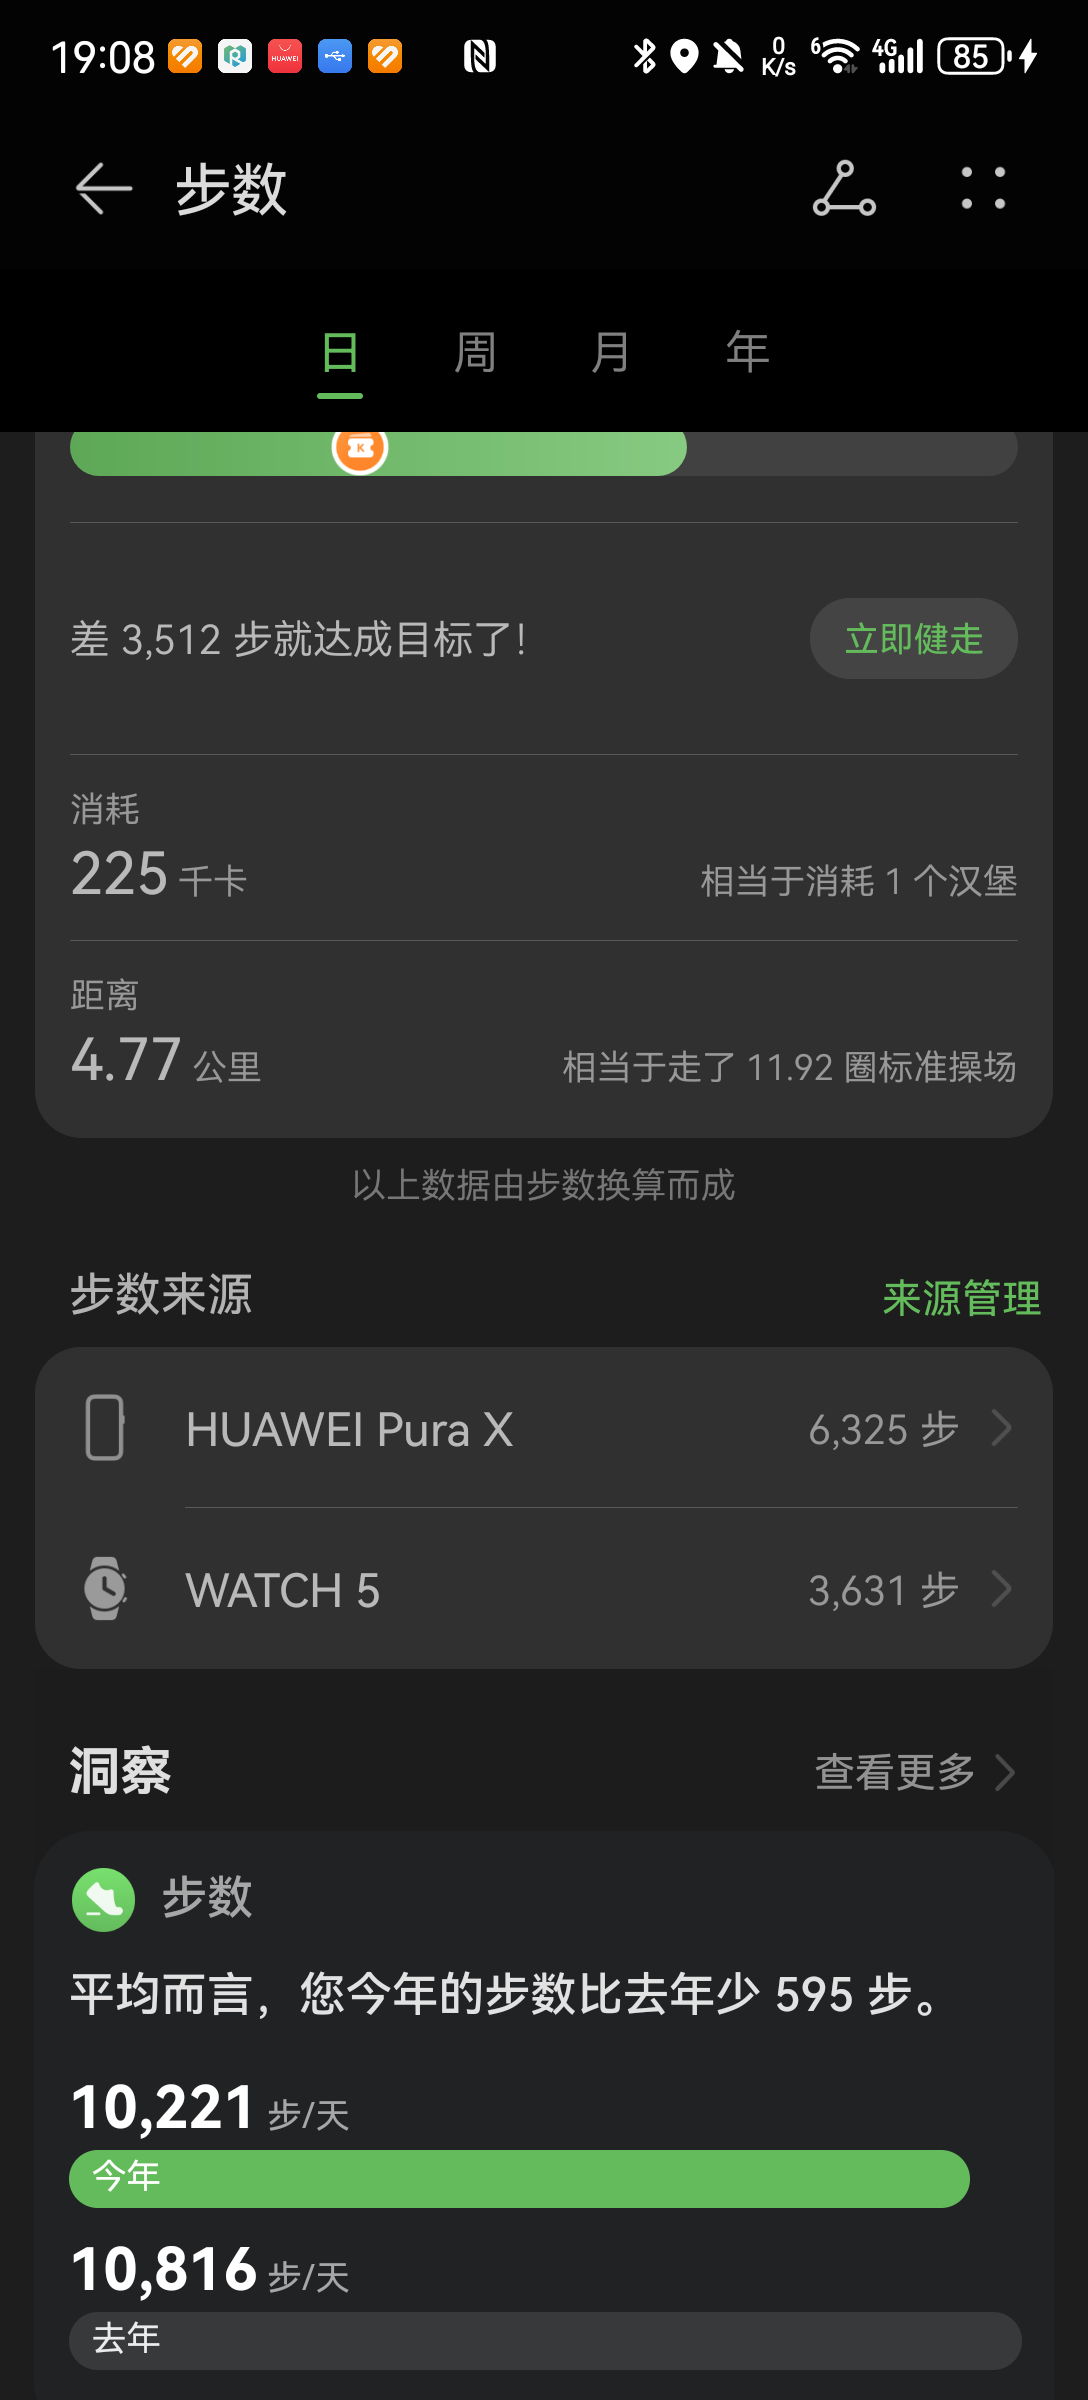 19:08
HUAWEI
0 K/s
6
4G
85
步数
日 周 月 年
K
差 3,512 步就达成目标了!
立即健走
消耗
225 千卡
相当于消耗 1 个汉堡
距离
4.77 公里
相当于走了 11.92 圈标准操场
以上数据由步数换算而成
步数来源
来源管理
HUAWEI Pura X
6,325 步
WATCH 5
3,631 步
洞察
查看更多
步数
平均而言，您今年的步数比去年少 595 步。
10,221 步/天
今年
10,816 步/天
去年